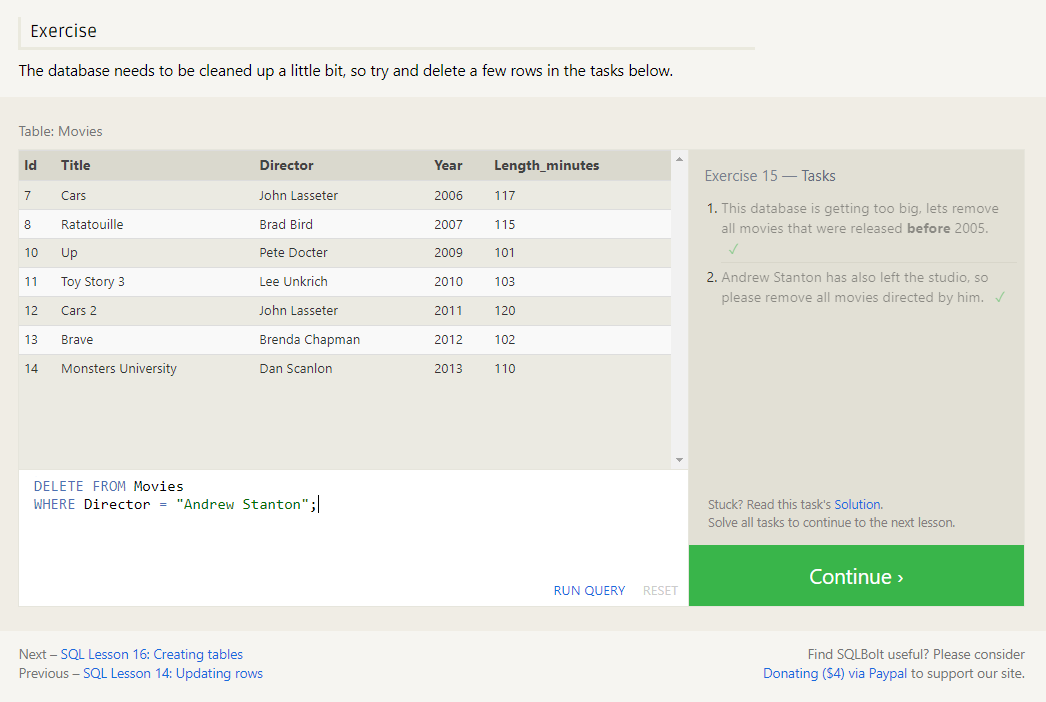 Exercise
The database needs to be cleaned up a little bit, so try and delete a few rows in the tasks below.
Table: Movies
Id Title Director Year Length_minutes
7 Cars John Lasseter 2006 117
8 Ratatouille Brad Bird 2007 115
10 Up Pete Docter 2009 101
11 Toy Story 3 Lee Unkrich 2010 103
12 Cars 2 John Lasseter 2011 120
13 Brave Brenda Chapman 2012 102
14 Monsters University Dan Scanlon 2013 110
DELETE FROM Movies
WHERE Director = "Andrew Stanton";
RUN QUERY RESET
Exercise 15 — Tasks
1. This database is getting too big, lets remove
all movies that were released before 2005.
✓
2. Andrew Stanton has also left the studio, so
please remove all movies directed by him. ✓
Stuck? Read this task's Solution.
Solve all tasks to continue to the next lesson.
Continue ›
Next – SQL Lesson 16: Creating tables
Previous – SQL Lesson 14: Updating rows
Find SQLBolt useful? Please consider
Donating ($4) via Paypal to support our site.